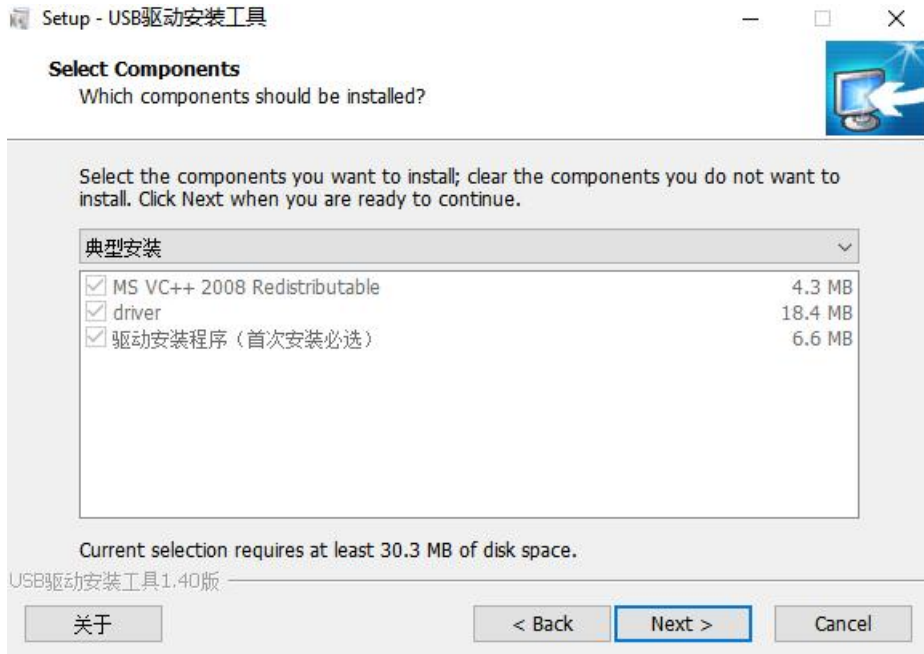 Setup - USB驱动安装工具
Select Components
Which components should be installed?
Select the components you want to install; clear the components you do not want to
install. Click Next when you are ready to continue.
典型安装
MS VC++ 2008 Redistributable 4.3 MB
driver 18.4 MB
驱动安装程序（首次安装必选） 6.6 MB
Current selection requires at least 30.3 MB of disk space.
USB驱动安装工具1.40版
关于 < Back Next > Cancel